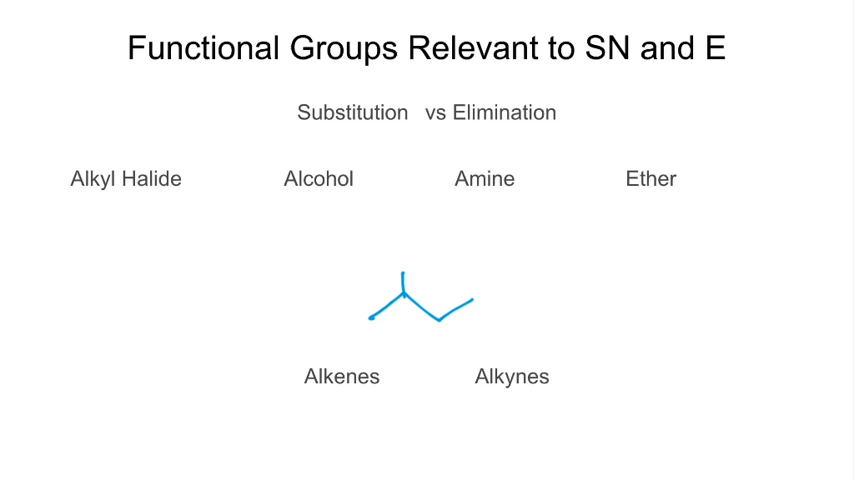 Functional Groups Relevant to SN and E
Substitution vs Elimination
Alkyl Halide Alcohol Amine Ether
Alkenes Alkynes